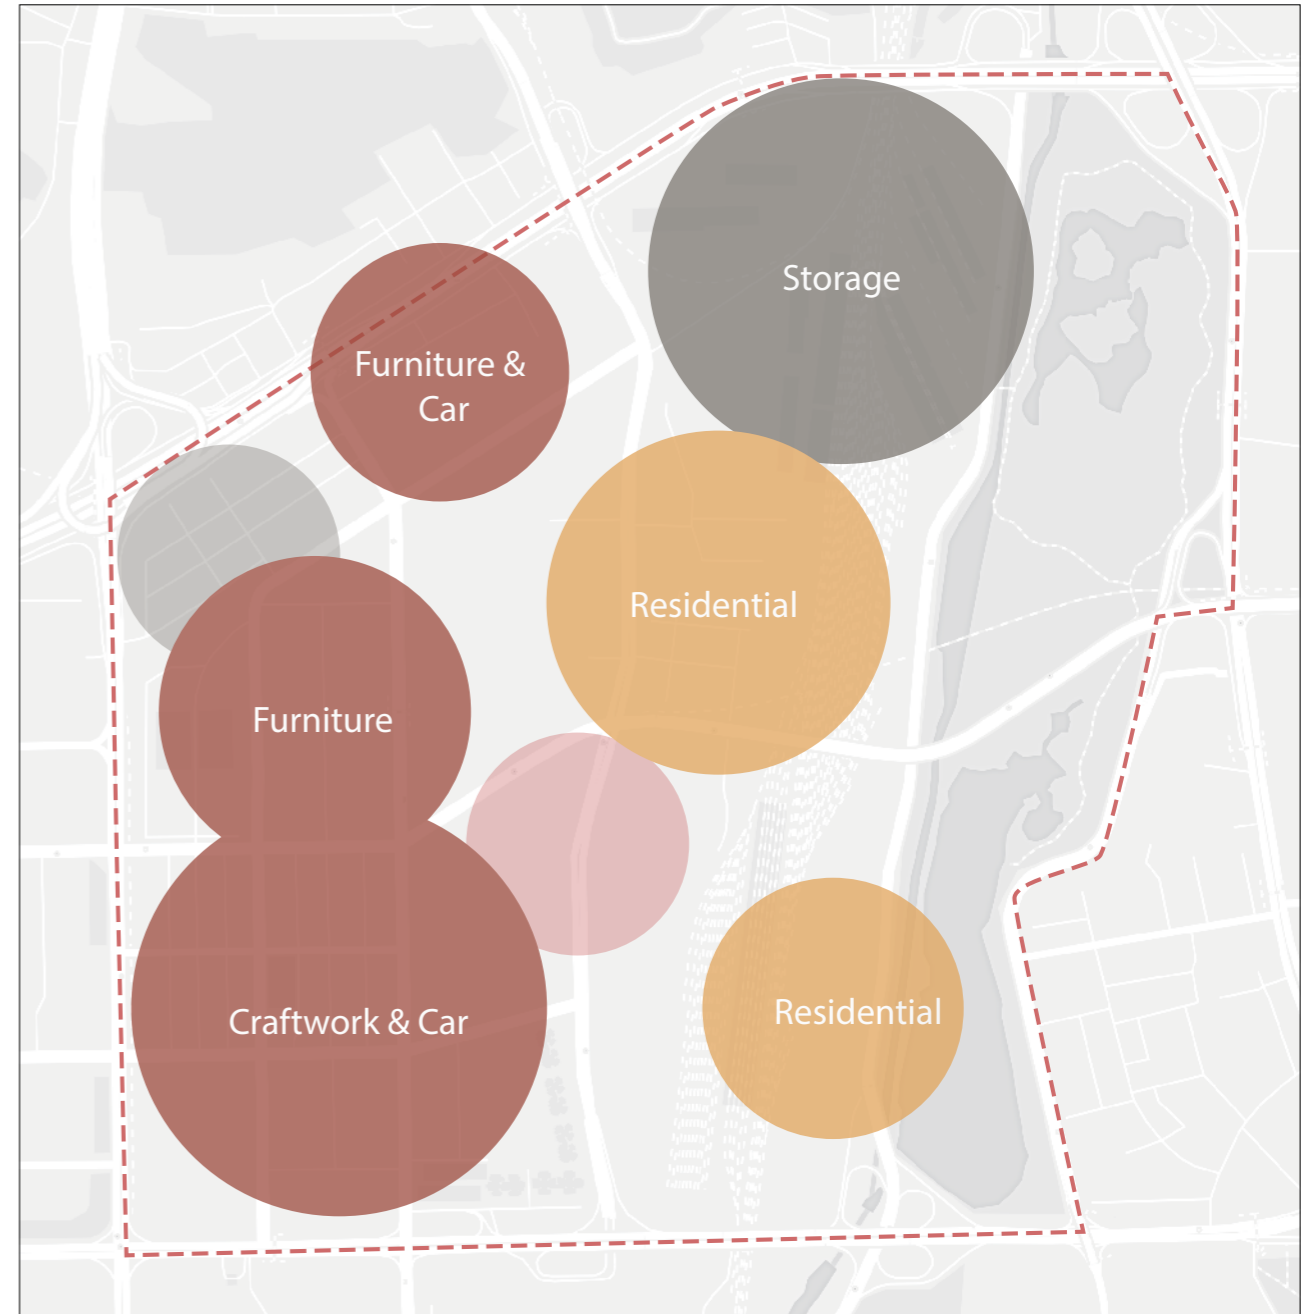 Storage
Furniture &
Car
Residential
Furniture
Residential
Craftwork & Car